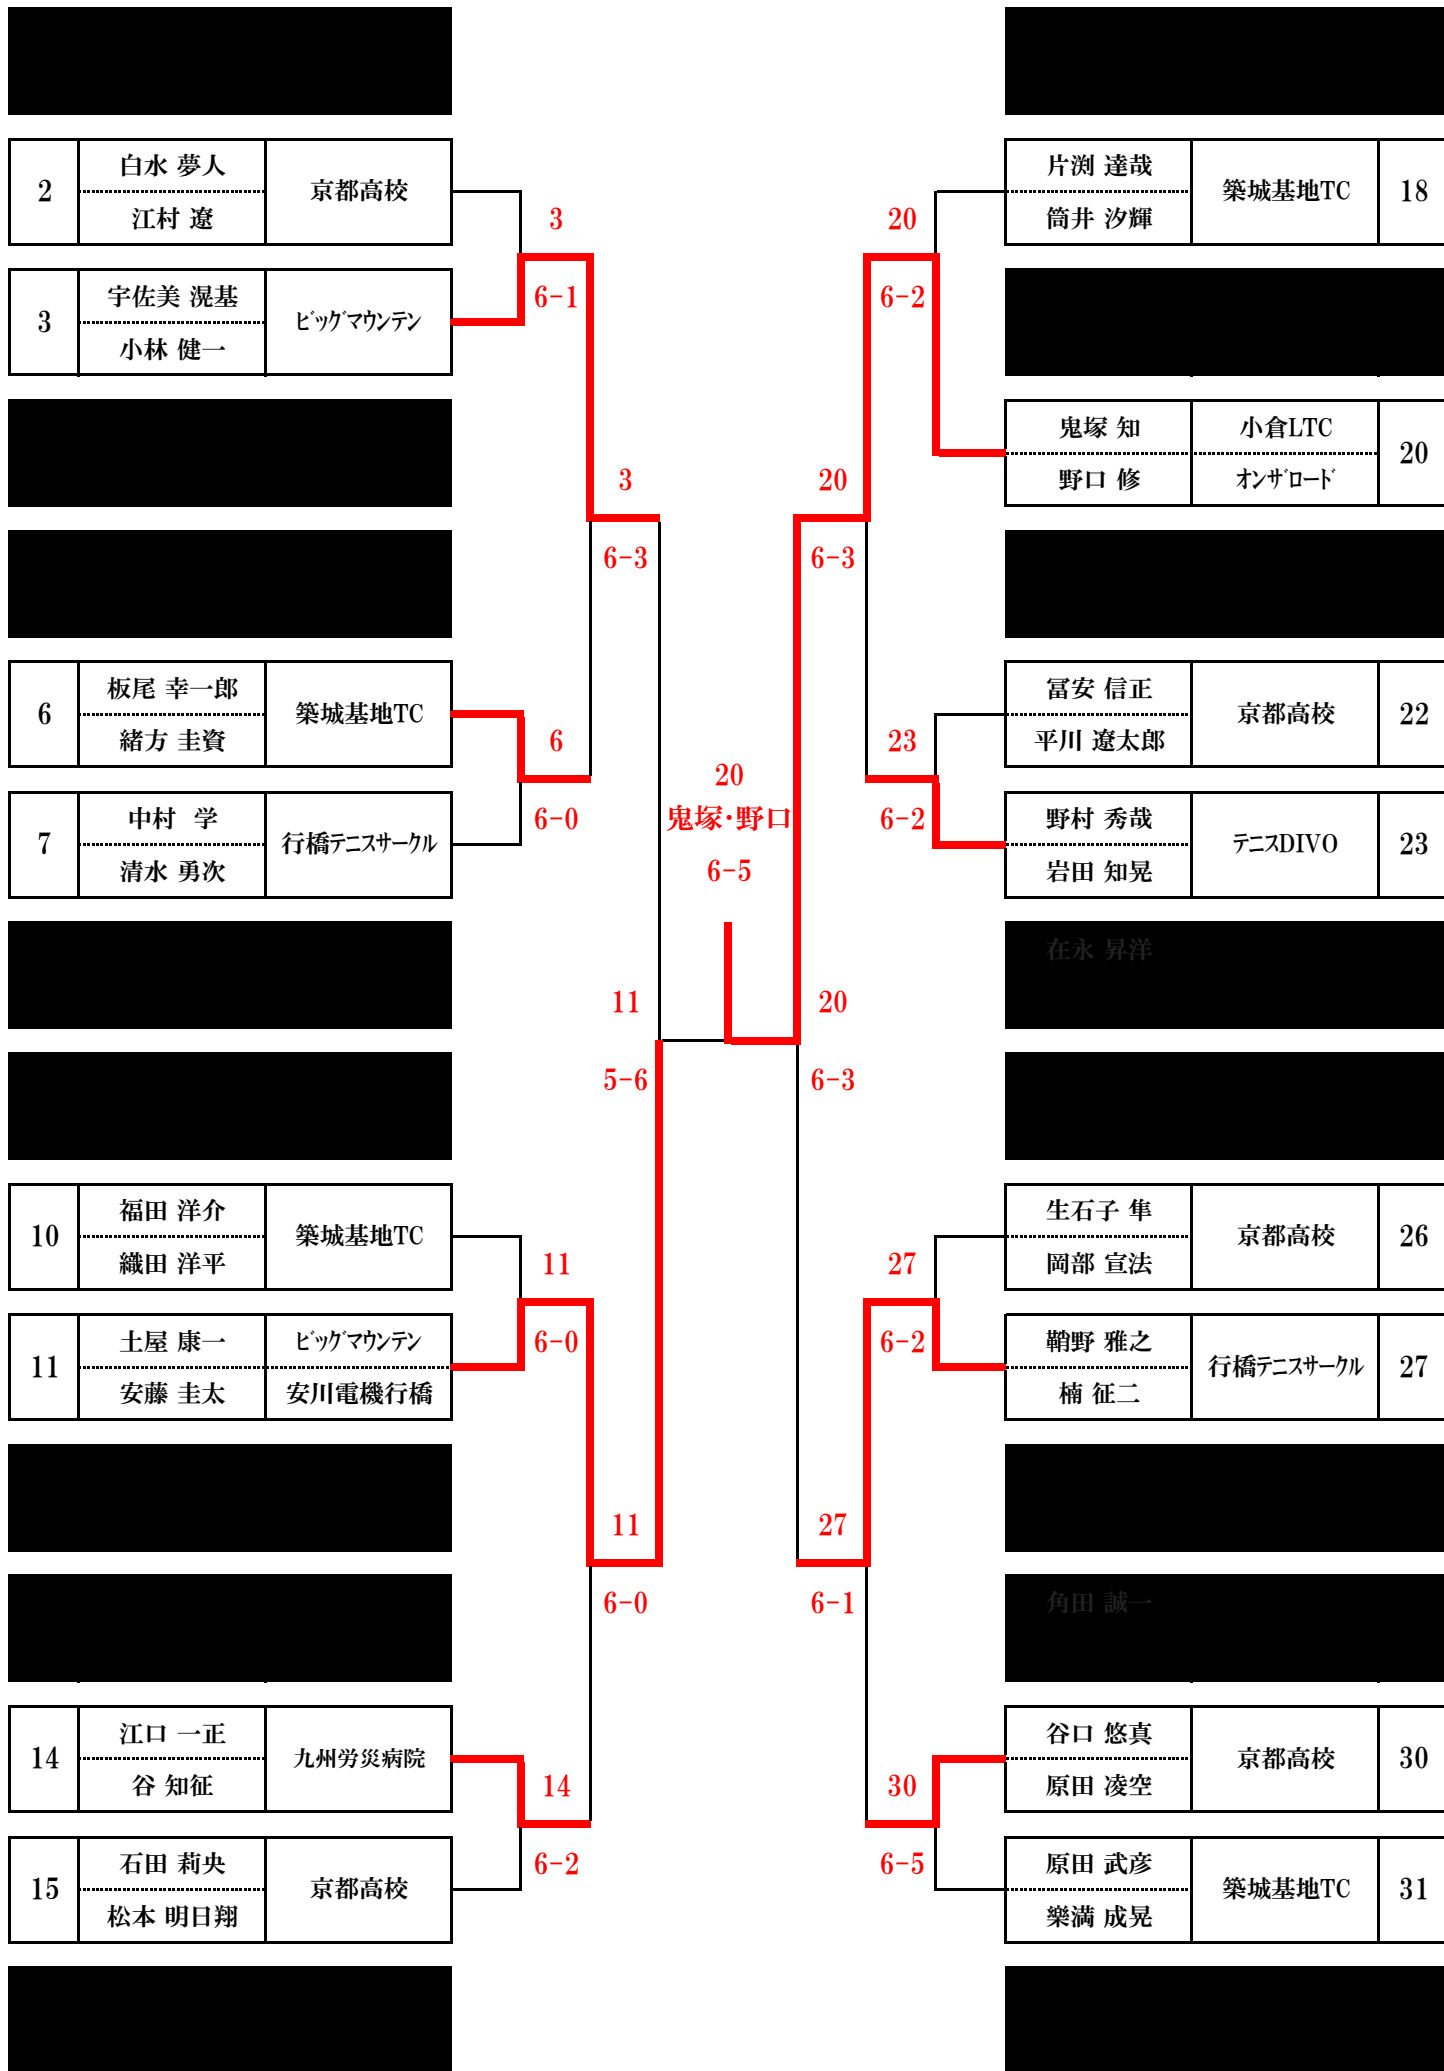 2
白水 夢人
江村 遼
京都高校
3
宇佐美 滉基
小林 健一
ﾋﾞｯｸﾞﾏｳﾝﾃﾝ
6
板尾 幸一郎
緒方 圭資
築城基地TC
7
中村 学
清水 勇次
行橋ﾃﾆｽｻｰｸﾙ
10
福田 洋介
織田 洋平
築城基地TC
11
土屋 康一
安藤 圭太
ﾋﾞｯｸﾞﾏｳﾝﾃﾝ
安川電機行橋
14
江口 一正
谷 知征
九州労災病院
15
石田 莉央
松本 明日翔
京都高校
3
6-1
6
6-0
11
6-0
14
6-2
3
6-3
11
6-0
11
5-6
20
鬼塚・野口
6-5
20
6-3
20
6-3
27
6-1
20
6-2
23
6-2
27
6-2
30
6-5
片渕 達哉
筒井 汐輝
築城基地TC
18
鬼塚 知
野口 修
小倉LTC
ｵﾝｻﾞﾛｰﾄﾞ
20
冨安 信正
平川 遼太郎
京都高校
22
野村 秀哉
岩田 知晃
ﾃﾆｽDIVO
23
在永 昇洋
生石子 隼
岡部 宣法
京都高校
26
鞘野 雅之
楠 征二
行橋ﾃﾆｽｻｰｸﾙ
27
角田 誠一
谷口 悠真
原田 凌空
京都高校
30
原田 武彦
樂満 成晃
築城基地TC
31